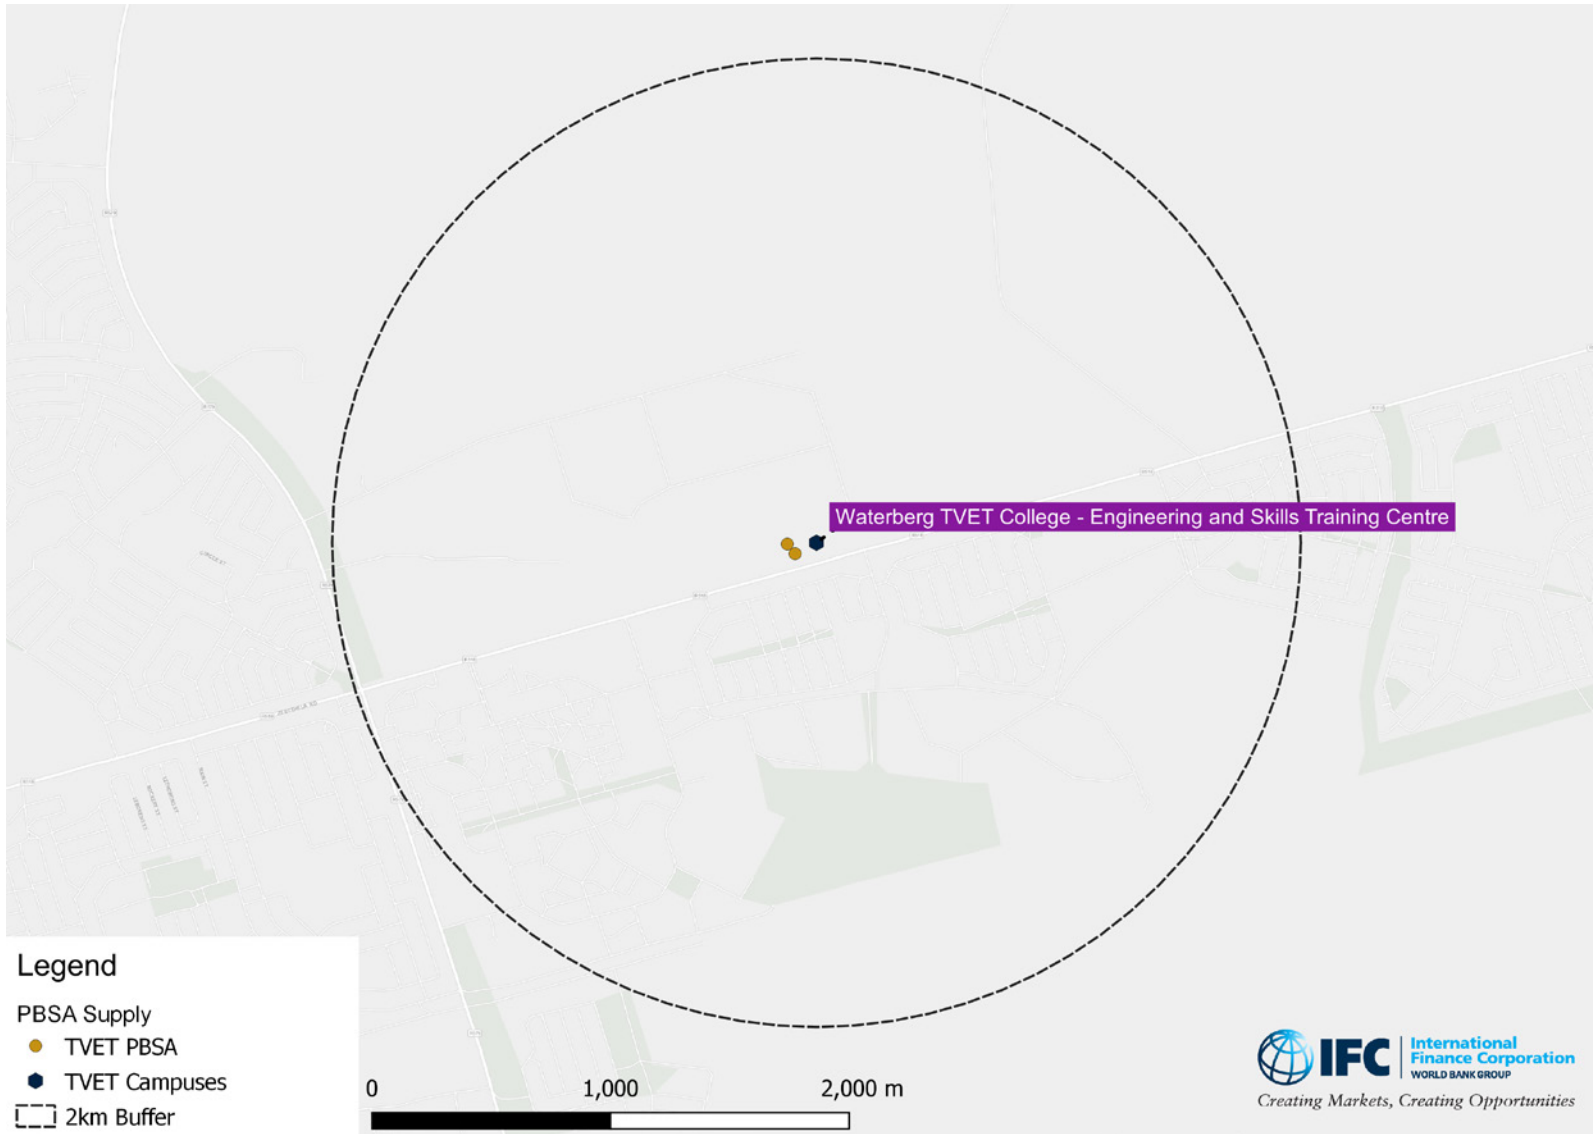 Waterberg TVET College - Engineering and Skills Training Centre
Legend
PBSA Supply
TVET PBSA
TVET Campuses
2km Buffer
0 1,000 2,000 m
IFC
International
Finance Corporation
WORLD BANK GROUP
Creating Markets, Creating Opportunities